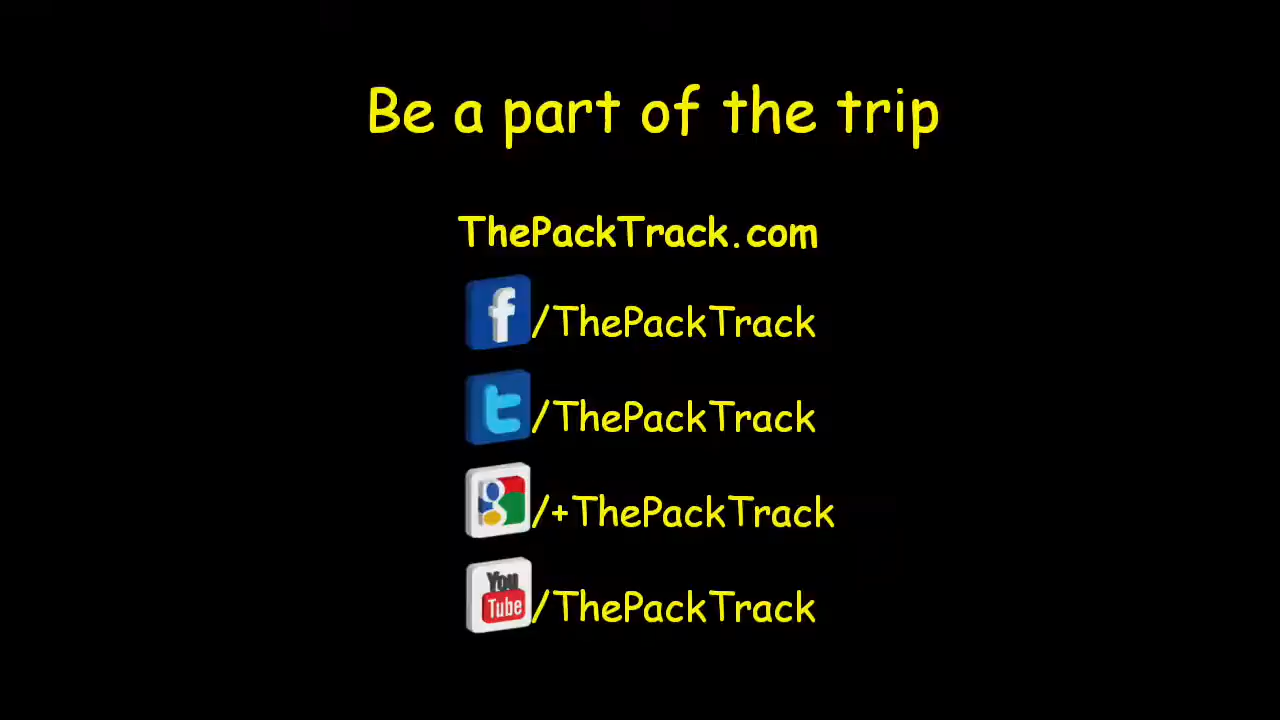 Be a part of the trip
ThePackTrack.com
f/ThePackTrack
t/ThePackTrack
g/+ThePackTrack
You
Tube/ThePackTrack